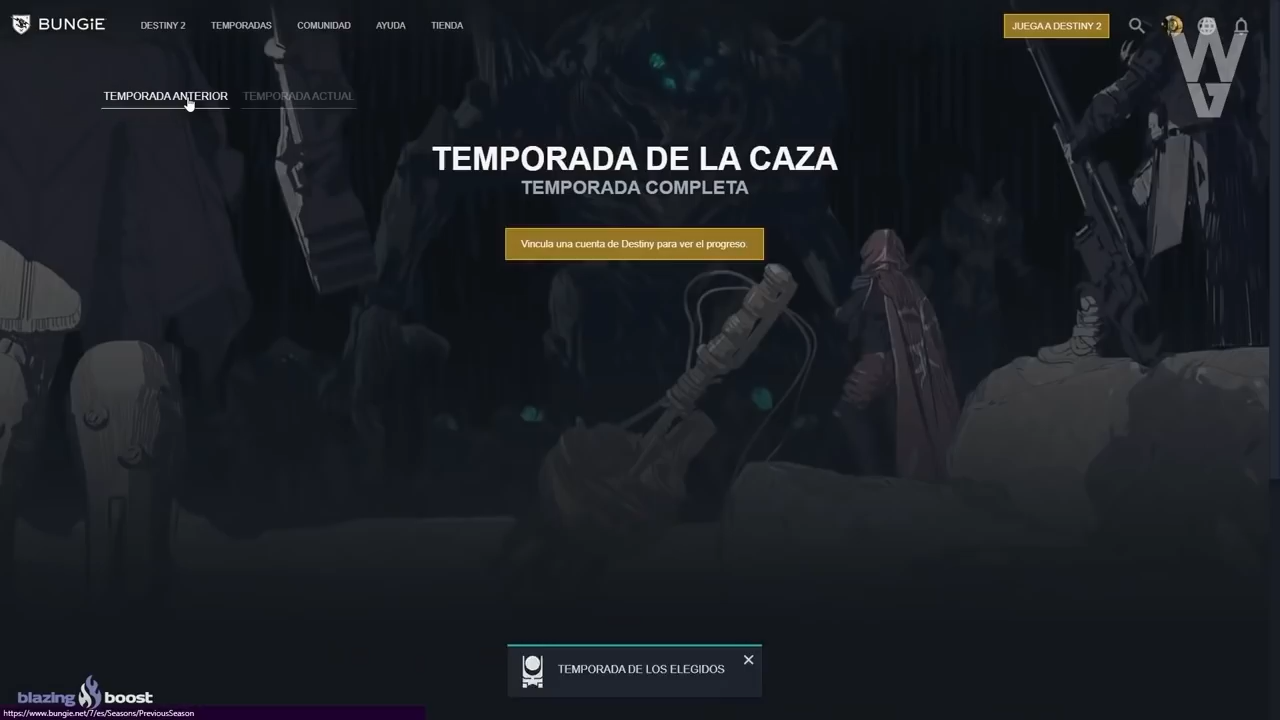 BUNGiE
DESTINY 2
TEMPORADAS
COMUNIDAD
AYUDA
TIENDA
JUEGA A DESTINY 2
WG
TEMPORADA ANTERIOR
TEMPORADA ACTUAL
TEMPORADA DE LA CAZA
TEMPORADA COMPLETA
Vincula una cuenta de Destiny para ver el progreso.
TEMPORADA DE LOS ELEGIDOS
blazing boost
https://www.bungie.net/7/es/Seasons/PreviousSeason